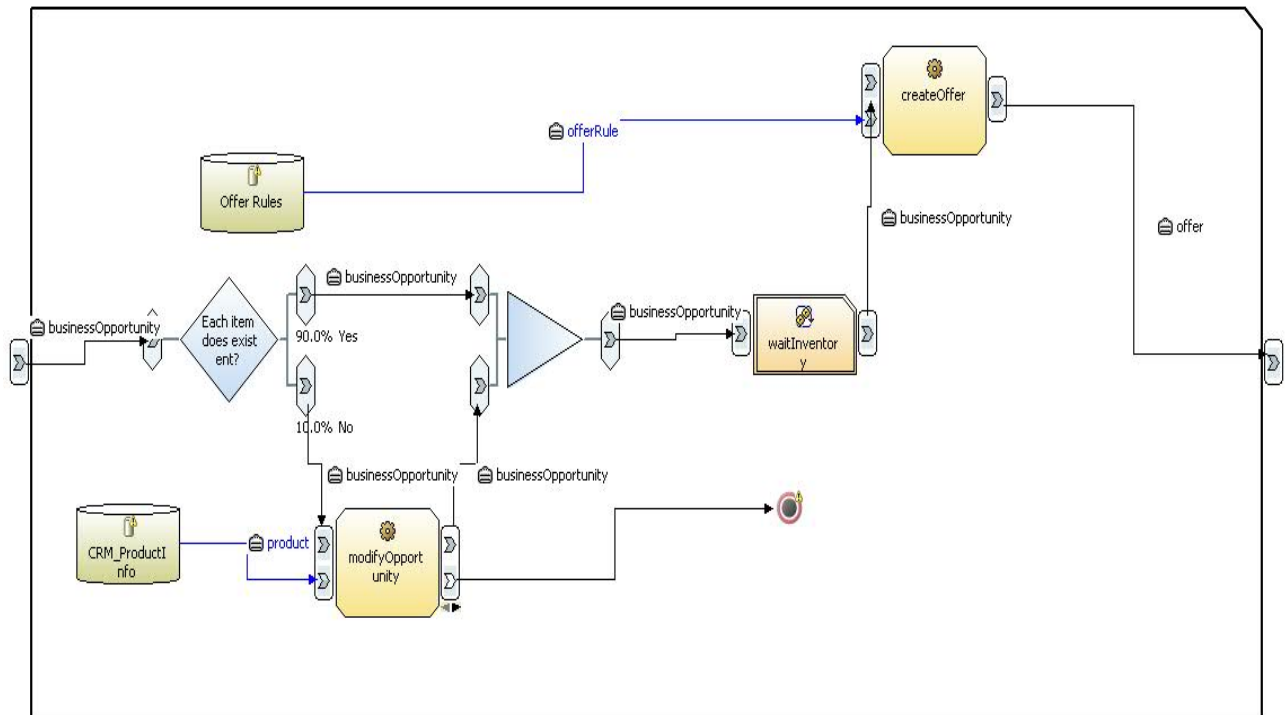 createOffer
offerRule
Offer Rules
businessOpportunity
offer
businessOpportunity
businessOpportunity
businessOpportunity
Each item
does exist
ent?
90.0% Yes
waitInventor
y
10.0% No
businessOpportunity
businessOpportunity
product
CRM_ProductI
nfo
modifyOpport
unity